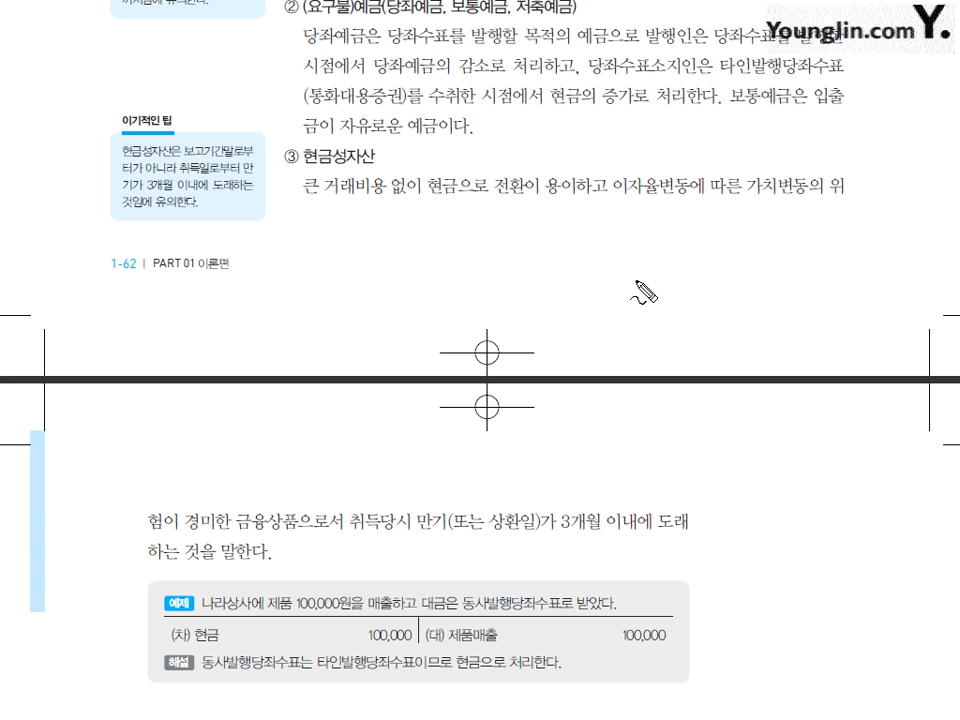 ② (요구불)예금(당좌예금, 보통예금, 저축예금)
당좌예금은 당좌수표를 발행할 목적의 예금으로 발행인은 당좌수표를 발행한
시점에서 당좌예금의 감소로 처리하고, 당좌수표소지인은 타인발행당좌수표
(통화대용증권)를 수취한 시점에서 현금의 증가로 처리한다. 보통예금은 입출
금이 자유로운 예금이다.
Younglin.com Y.
이기적인 팁
현금성자산은 보고기간말로부
터가 아니라 취득일로부터 만
기가 3개월 이내에 도래하는
것임에 유의한다.
③ 현금성자산
큰 거래비용 없이 현금으로 전환이 용이하고 이자율변동에 따른 가치변동의 위
1-62 | PART 01 이론편
험이 경미한 금융상품으로서 취득당시 만기(또는 상환일)가 3개월 이내에 도래
하는 것을 말한다.
예제 나라상사에 제품 100,000원을 매출하고 대금은 동사발행당좌수표로 받았다.
(차) 현금 100,000 (대) 제품매출 100,000
해설 동사발행당좌수표는 타인발행당좌수표이므로 현금으로 처리한다.